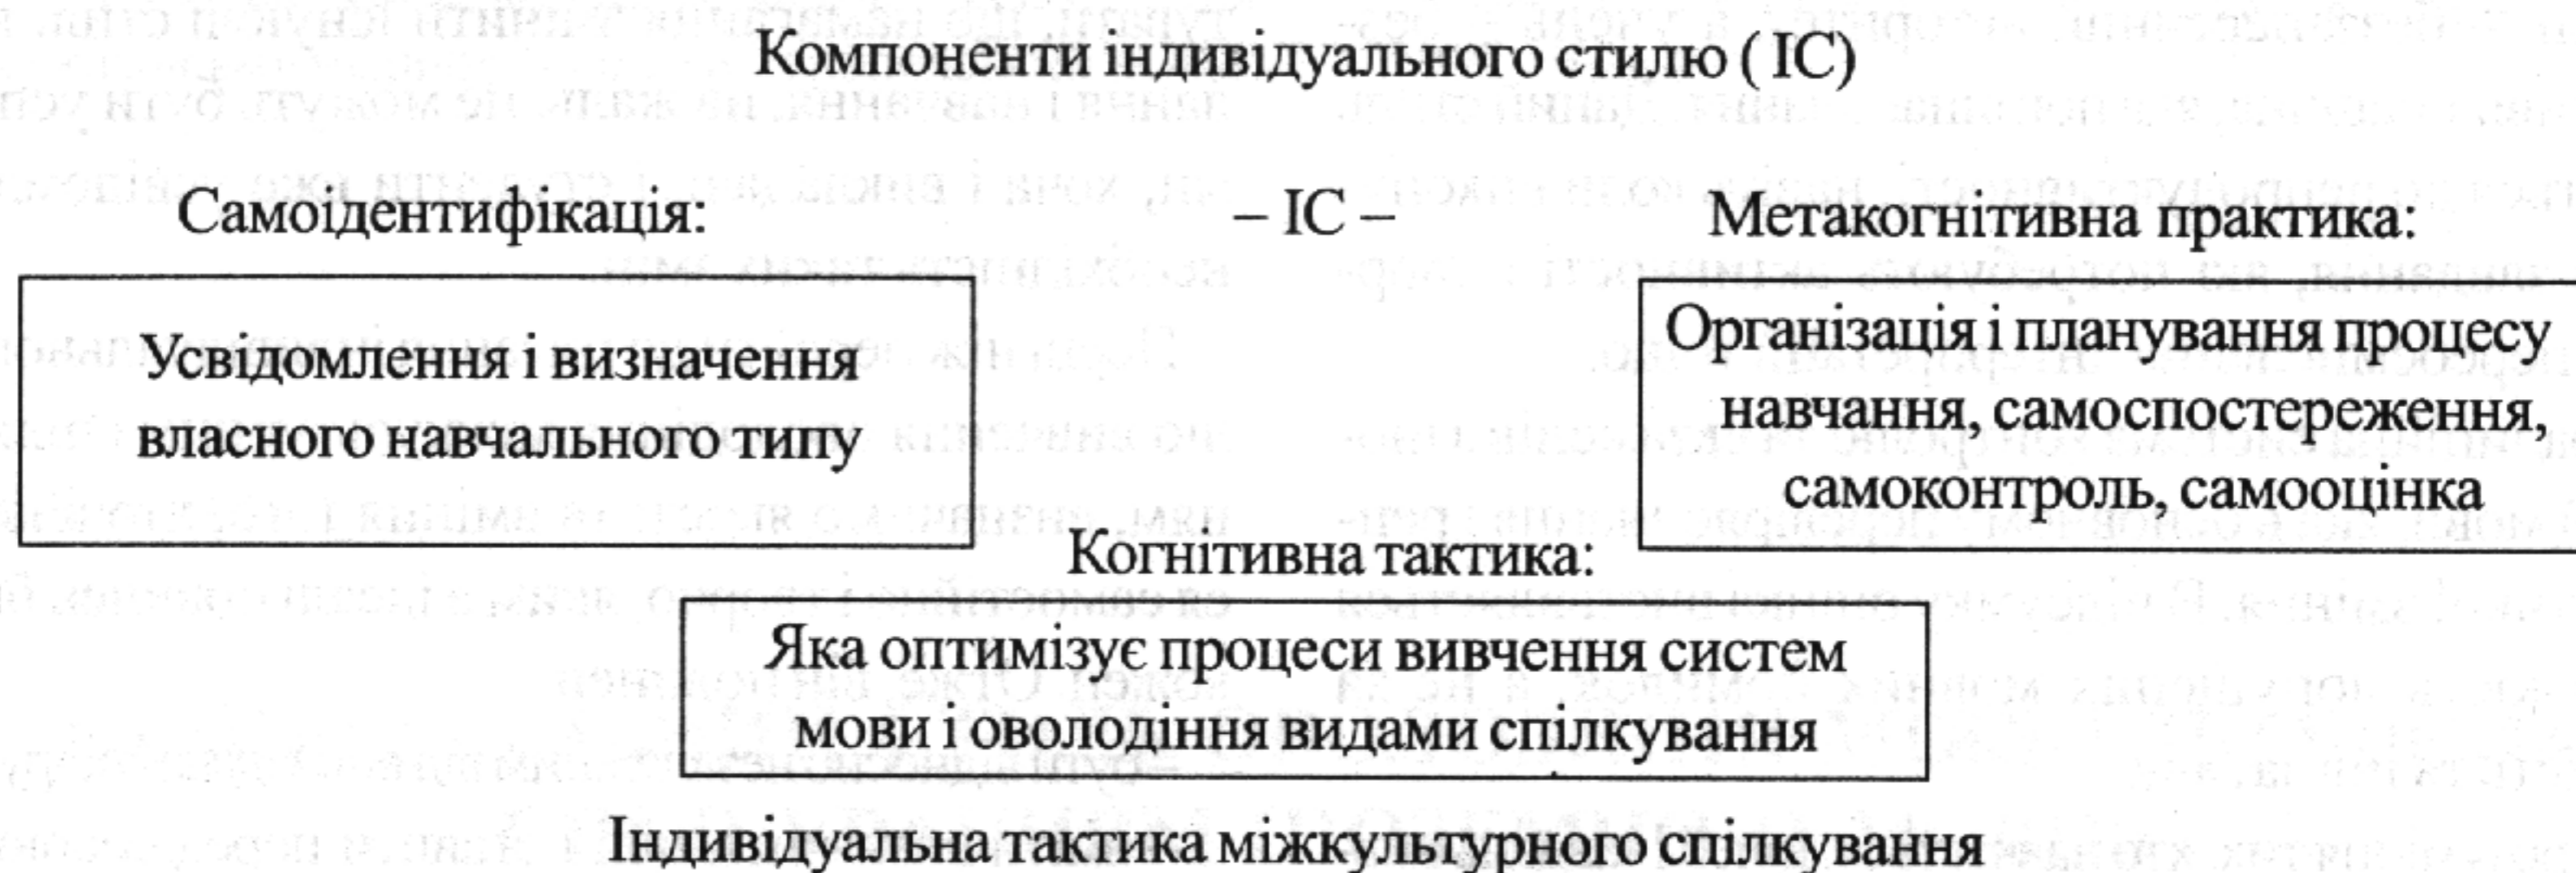 Компоненти індивідуального стилю ( ІС)
Самоідентифікація:
– ІС –
Метакогнітивна практика:
Усвідомлення і визначення
власного навчального типу
Організація і планування процесу
навчання, самоспостереження,
самоконтроль, самооцінка
Когнітивна тактика:
Яка оптимізує процеси вивчення систем
мови і оволодіння видами спілкування
Індивідуальна тактика міжкультурного спілкування